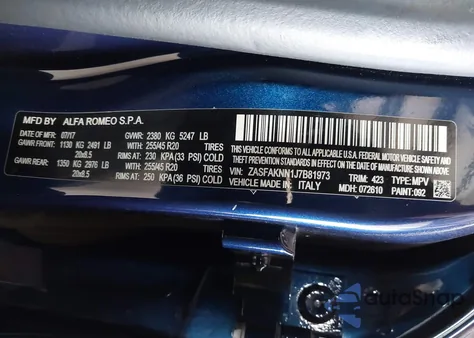 MFD BY ALFA ROMEO S.P.A.
DATE OF MFR: 07/17 GVWR: 2380 KG 5247 LB
GAWR FRONT: 1130 KG 2491 LB WITH: 255/45 R20
20x8.5 RIMS AT: 230 KPA (33 PSI) COLD
GAWR REAR: 1350 KG 2976 LB WITH: 255/45 R20
20x8.5 RIMS AT: 250 KPA (36 PSI) COLD
THIS VEHICLE CONFORMS TO ALL APPLICABLE FEDERAL MOTOR VEHICLE SAFETY, BUMPER, AND THEFT PREVENTION STANDARDS IN EFFECT ON THE DATE OF MANUFACTURE SHOWN ABOVE
VIN: ZASFAKNN1J7B81973 TRIM: 423 TYPE: MPV
VEHICLE MADE IN: ITALY MDH: 072610 PAINT: 092
autoSnap